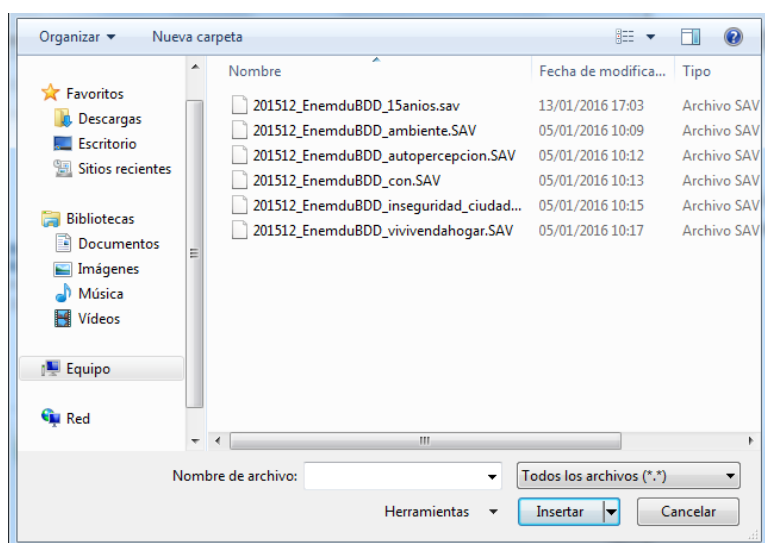 Organizar Nueva carpeta
Favoritos
Descargas
Escritorio
Sitios recientes
Bibliotecas
Documentos
Imágenes
Música
Vídeos
Equipo
Red
Nombre Fecha de modifica... Tipo
201512_EnemduBDD_15anios.sav 13/01/2016 17:03 Archivo SAV
201512_EnemduBDD_ambiente.SAV 05/01/2016 10:09 Archivo SAV
201512_EnemduBDD_autopercepcion.SAV 05/01/2016 10:12 Archivo SAV
201512_EnemduBDD_con.SAV 05/01/2016 10:13 Archivo SAV
201512_EnemduBDD_inseguridad_ciudad... 05/01/2016 10:15 Archivo SAV
201512_EnemduBDD_vivivendahogar.SAV 05/01/2016 10:17 Archivo SAV
Nombre de archivo: Todos los archivos (*.*)
Herramientas Insertar Cancelar